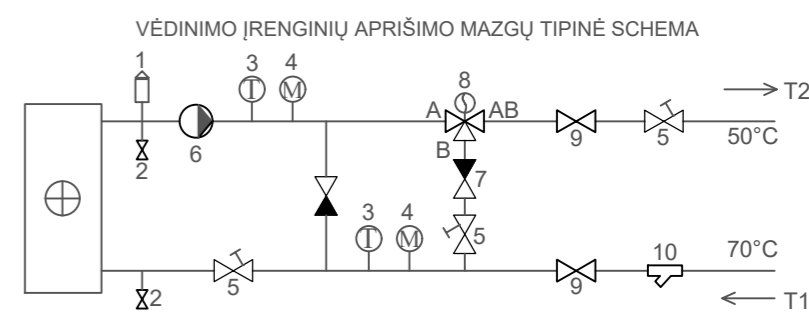 VĖDINIMO ĮRENGINIŲ APRIŠIMO MAZGŲ TIPINĖ SCHEMA
1
3
4
8
T2
T
M
A
AB
2
6
B
9
5
50°C
7
3
4
T
M
5
10
70°C
2
5
9
T1